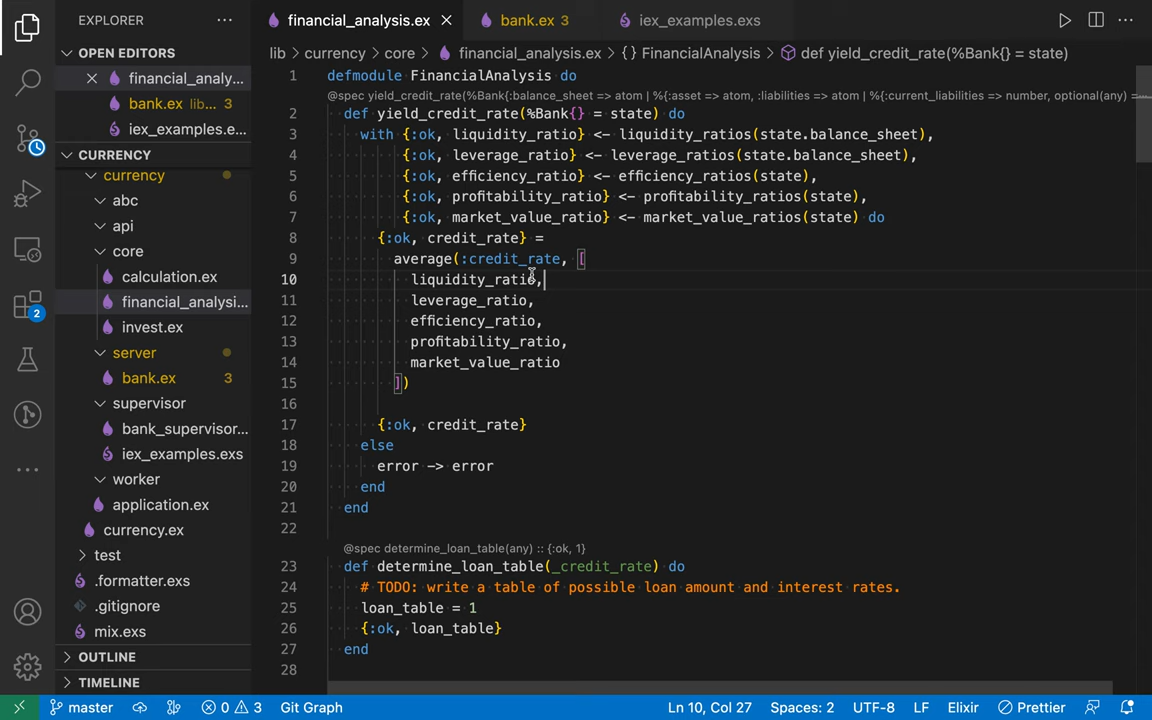 EXPLORER
OPEN EDITORS
financial_analy...
bank.ex lib... 3
iex_examples.e...
CURRENCY
currency
abc
api
core
calculation.ex
financial_analysi...
invest.ex
server
bank.ex 3
supervisor
bank_supervisor...
iex_examples.exs
worker
application.ex
currency.ex
test
.formatter.exs
.gitignore
mix.exs
OUTLINE
TIMELINE
2
financial_analysis.ex
bank.ex 3
iex_examples.exs
lib > currency > core > financial_analysis.ex > {} FinancialAnalysis > def yield_credit_rate(%Bank{} = state)
1 defmodule FinancialAnalysis do
@spec yield_credit_rate(%Bank{:balance_sheet => atom | %{:asset => atom, :liabilities => atom | %{:current_liabilities => number, optional(any) =...
2 def yield_credit_rate(%Bank{} = state) do
3 with {:ok, liquidity_ratio} <- liquidity_ratios(state.balance_sheet),
4 {:ok, leverage_ratio} <- leverage_ratios(state.balance_sheet),
5 {:ok, efficiency_ratio} <- efficiency_ratios(state),
6 {:ok, profitability_ratio} <- profitability_ratios(state),
7 {:ok, market_value_ratio} <- market_value_ratios(state) do
8 {:ok, credit_rate} =
9 average(:credit_rate, [
10 liquidity_ratio,
11 leverage_ratio,
12 efficiency_ratio,
13 profitability_ratio,
14 market_value_ratio
15 ])
16
17 {:ok, credit_rate}
18 else
19 error -> error
20 end
21 end
22
@spec determine_loan_table(any) :: {:ok, 1}
23 def determine_loan_table(_credit_rate) do
24 # TODO: write a table of possible loan amount and interest rates.
25 loan_table = 1
26 {:ok, loan_table}
27 end
28
master 0 3 Git Graph Ln 10, Col 27 Spaces: 2 UTF-8 LF Elixir Prettier